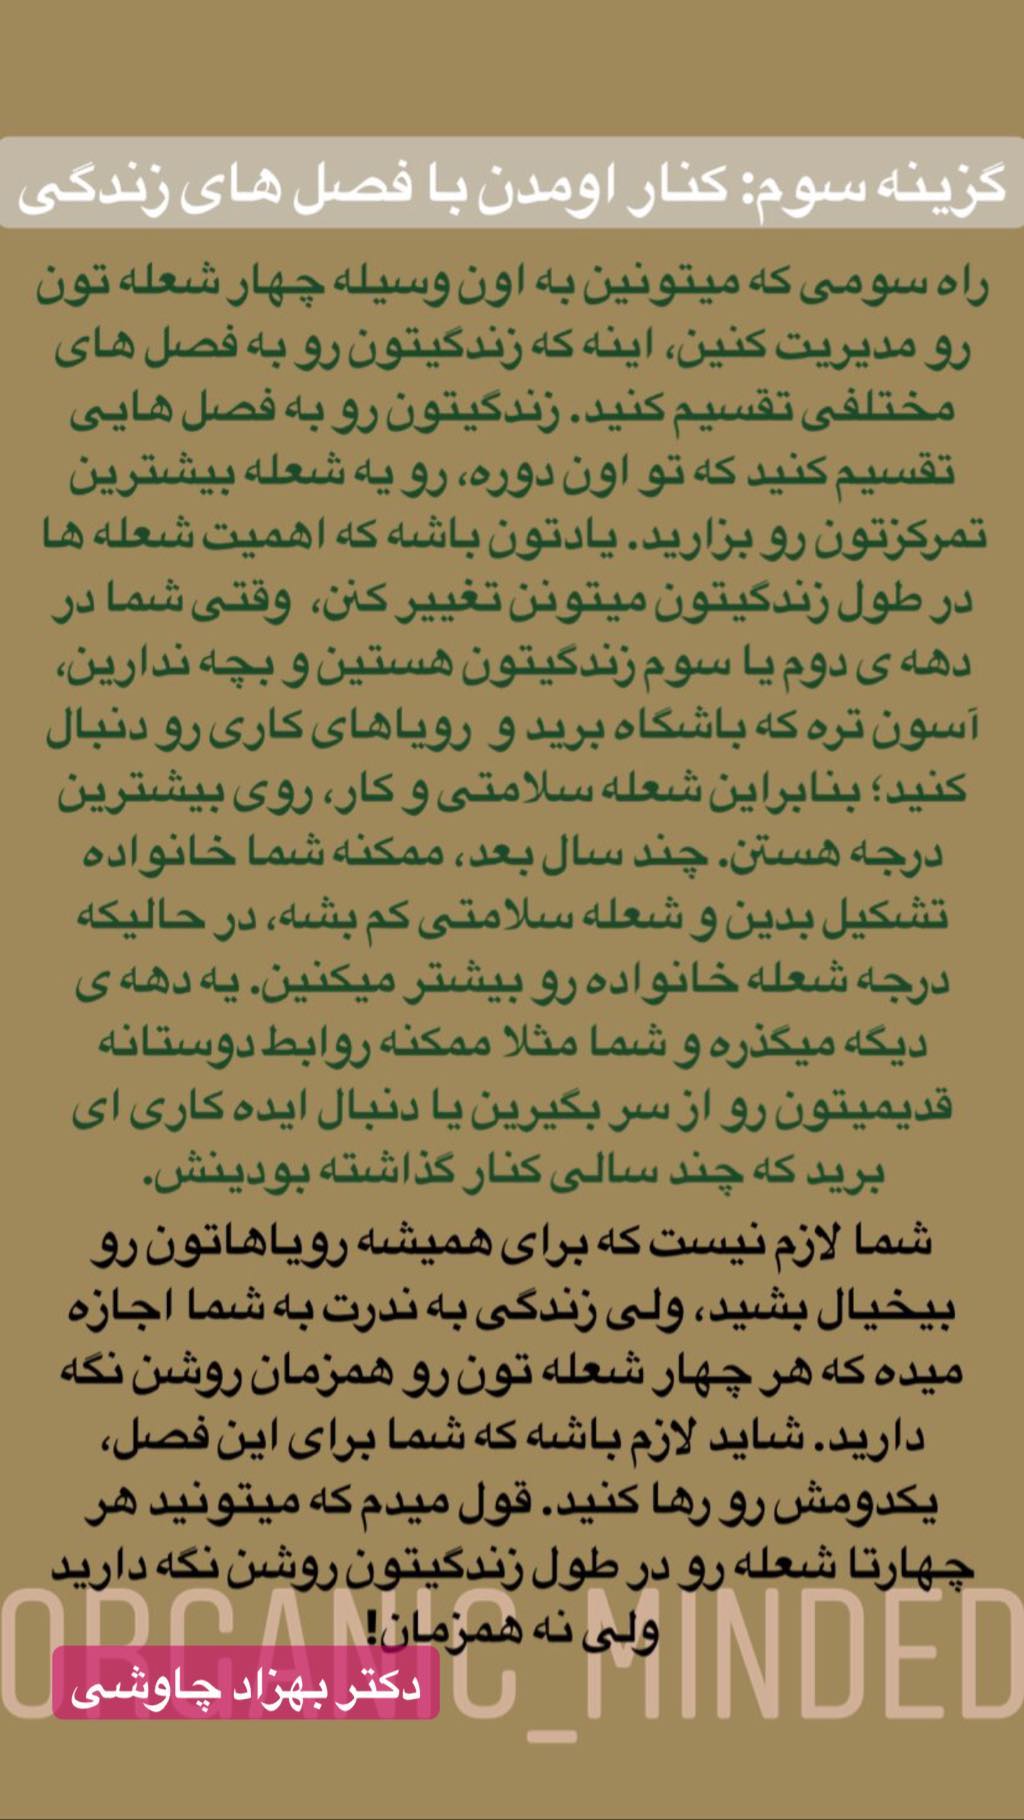 گزینه سوم: کنار اومدن با فصل های زندگی
راه سومی که میتونین به اون وسیله چهار شعله تون
رو مدیریت کنین، اینه که زندگیتون رو به فصل های
مختلفی تقسیم کنید. زندگیتون رو به فصل هایی
تقسیم کنید که تو اون دوره، رو یه شعله بیشترین
تمرکزتون رو بزارید. یادتون باشه که اهمیت شعله ها
در طول زندگیتون میتونن تغییر کنن، وقتی شما در
دهه ی دوم یا سوم زندگیتون هستین و بچه ندارین،
آسون تره که باشگاه برید و رویاهای کاری رو دنبال
کنید؛ بنابراین شعله سلامتی و کار، روی بیشترین
درجه هستن. چند سال بعد، ممکنه شما خانواده
تشکیل بدین و شعله سلامتی کم بشه، در حالیکه
درجه شعله خانواده رو بیشتر میکنین. یه دهه ی
دیگه میگذره و شما مثلا ممکنه روابط دوستانه
قدیمیتون رو از سر بگیرین یا دنبال ایده کاری ای
برید که چند سالی کنار گذاشته بودینش.
شما لازم نیست که برای همیشه رویاهاتون رو
بیخیال بشید، ولی زندگی به ندرت به شما اجازه
میده که هر چهار شعله تون رو همزمان روشن نگه
دارید. شاید لازم باشه که شما برای این فصل،
یکدومش رو رها کنید. قول میدم که میتونید هر
چهارتا شعله رو در طول زندگیتون روشن نگه دارید
ولی نه همزمان!
ORGANIC_MINDED
دکتر بهزاد چاوشی